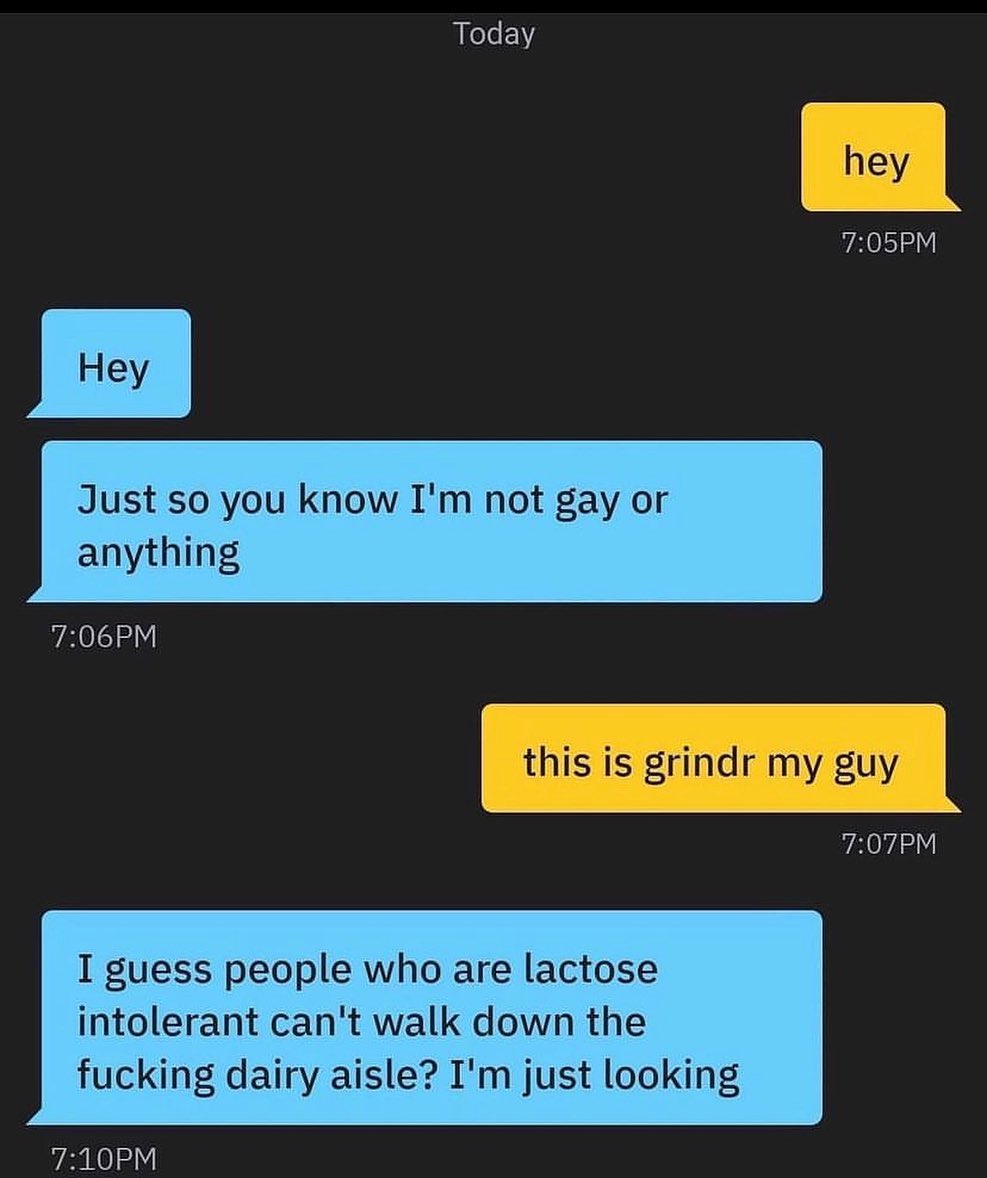 Today
hey
7:05PM
Hey
Just so you know I'm not gay or
anything
7:06PM
this is grindr my guy
7:07PM
I guess people who are lactose
intolerant can't walk down the
fucking dairy aisle? I'm just looking
7:10PM